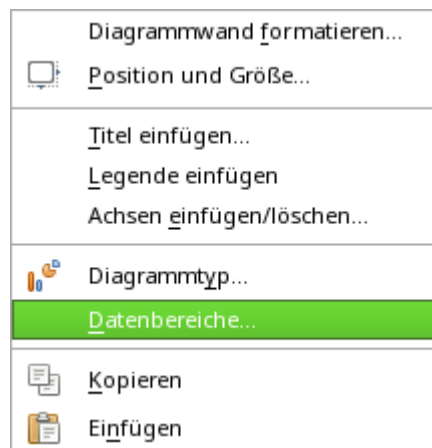 Diagrammwand formatieren...
Position und Größe...
Titel einfügen...
Legende einfügen
Achsen einfügen/löschen...
Diagrammtyp...
Datenbereiche...
Kopieren
Einfügen